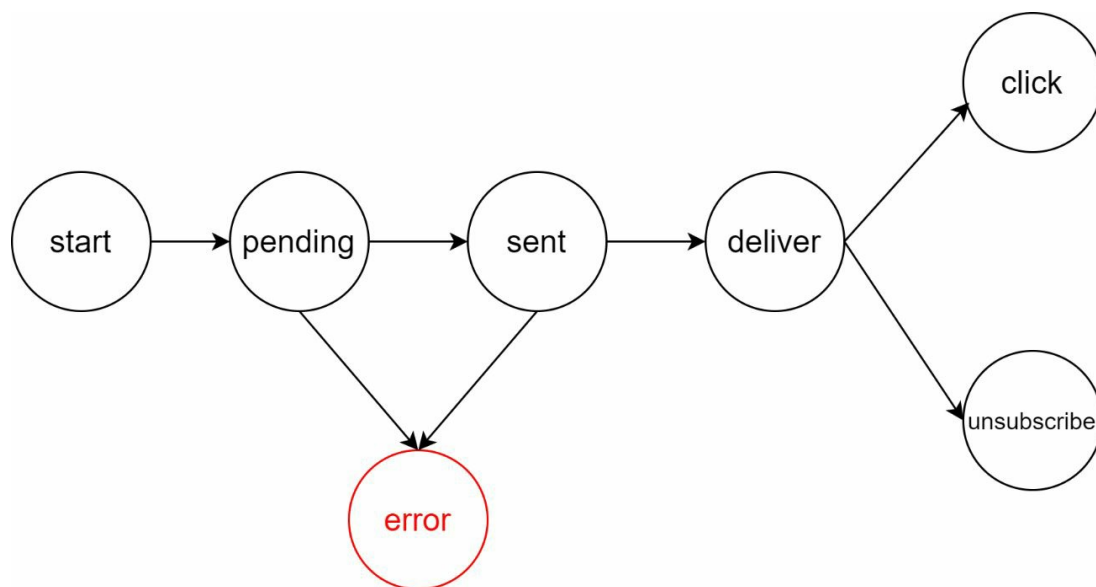 click
start
pending
sent
deliver
unsubscribe
error